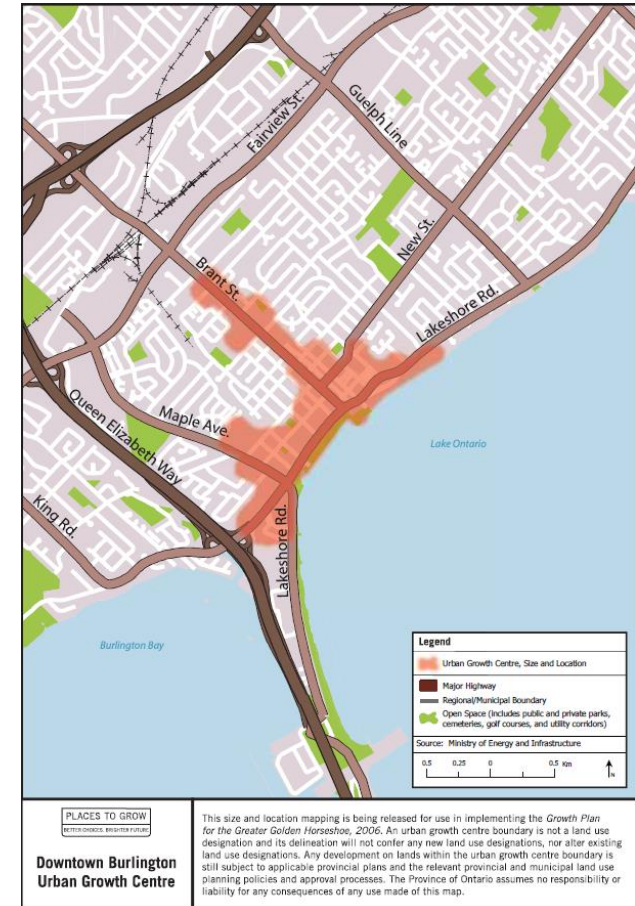 Fairview St.
Guelph Line
Brant St.
New St.
Lakeshore Rd.
Maple Ave.
Queen Elizabeth Way
Lake Ontario
King Rd.
Lakeshore Rd.
Burlington Bay
Legend
Urban Growth Centre, Size and Location
Major Highway
Regional/Municipal Boundary
Open Space (includes public and private parks,
cemeteries, golf courses, and utility corridors)
Source: Ministry of Energy and Infrastructure
0.5 0.25 0 0.5 Km
N
PLACES TO GROW
BETTER CHOICES. BRIGHTER FUTURE.
Downtown Burlington
Urban Growth Centre
This size and location mapping is being released for use in implementing the Growth Plan
for the Greater Golden Horseshoe, 2006. An urban growth centre boundary is not a land use
designation and its delineation will not confer any new land use designations, nor alter existing
land use designations. Any development on lands within the urban growth centre boundary is
still subject to applicable provincial plans and the relevant provincial and municipal land use
planning policies and approval processes. The Province of Ontario assumes no responsibility or
liability for any consequences of any use made of this map.